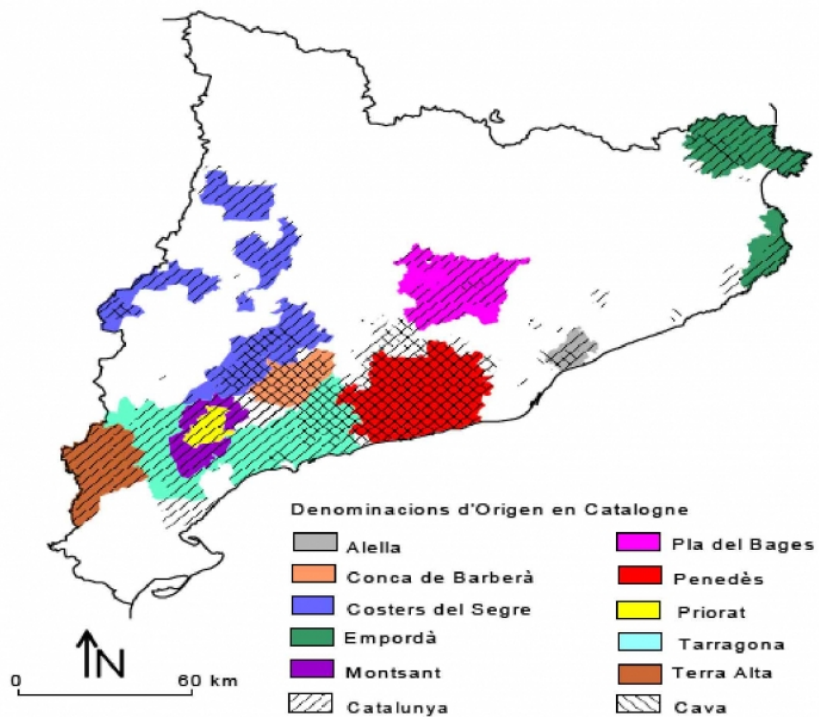 Denominacions d'Origen en Catalogne
Alella
Conca de Barberà
Costers del Segre
Empordà
Montsant
Catalunya
Pla del Bages
Penedès
Priorat
Tarragona
Terra Alta
Cava
N
0 60 km